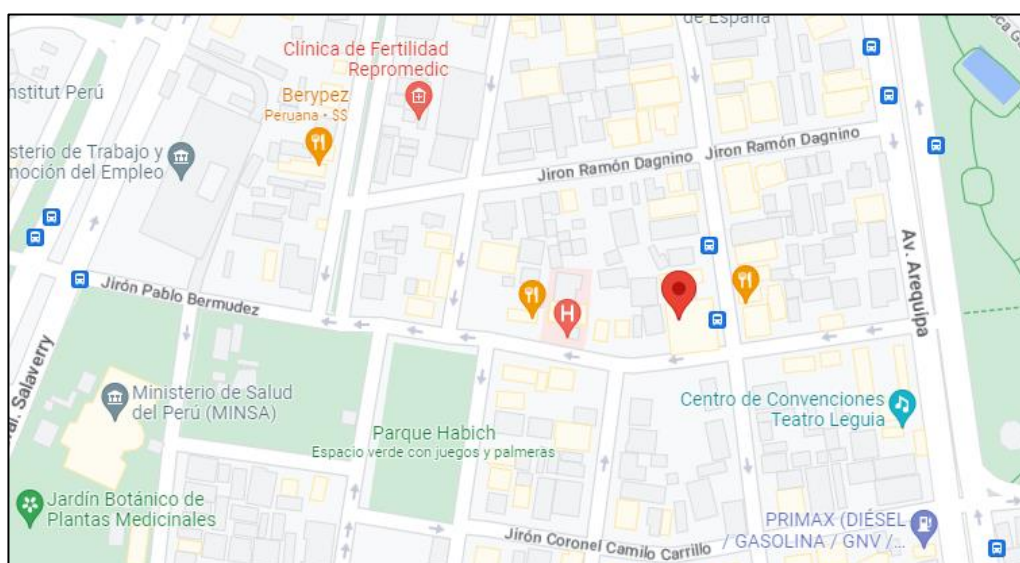 de España
Clínica de Fertilidad
Repromedic
Institut Perú
Berypez
Peruana • $$
sterio de Trabajo y
moción del Empleo
Jiron Ramón Dagnino
Jiron Ramón Dagnino
Av. Arequipa
Jirón Pablo Bermudez
H
ral. Salaverry
Ministerio de Salud
del Perú (MINSA)
Centro de Convenciones
Teatro Leguia
Parque Habich
Espacio verde con juegos y palmeras
Jardín Botánico de
Plantas Medicinales
Jirón Coronel Camilo Carrillo
PRIMAX (DIÉSEL
/ GASOLINA / GNV /...